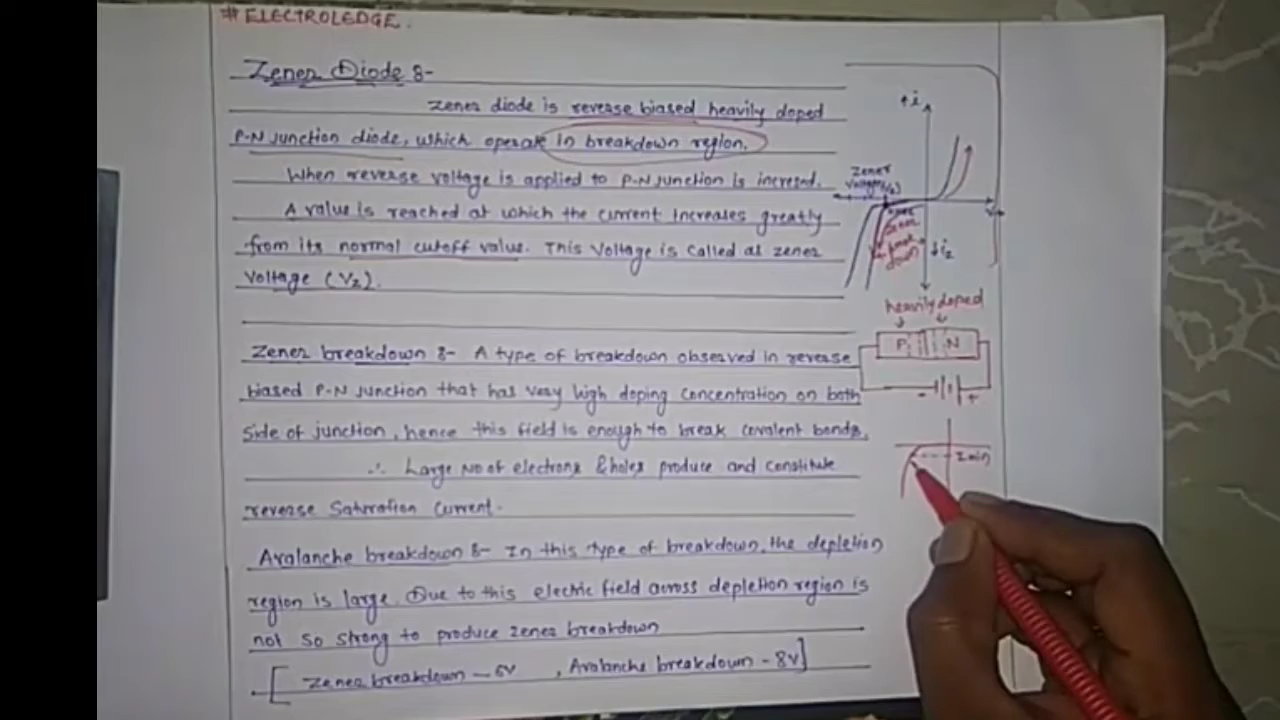 #ELECTROLEDGE.
Zener Diode :-
Zener diode is reverse biased heavily doped
P-N junction diode, which operate in breakdown region.
When reverse voltage is applied to P-N junction is incresed.
A value is reached at which the current increases greatly
from its normal cutoff value. This voltage is called as zener
Voltage (Vz).
Zener breakdown :- A type of breakdown observed in reverse
biased P-N junction that has very high doping concentration on both
side of junction, hence this field is enough to break covalent bonds.
∴ Large No of electrons & holes produce and constitute
reverse Saturation Current.
Avalanche breakdown :- In this type of breakdown, the depletion
region is large. Due to this electric field across depletion region is
not so strong to produce zener breakdown
[ Zener breakdown - 6V , Avalanche breakdown - 8V]
i
Zener
Voltage(Vz)
Zener
break
down
iz
heavily doped
P N
- +
Imin